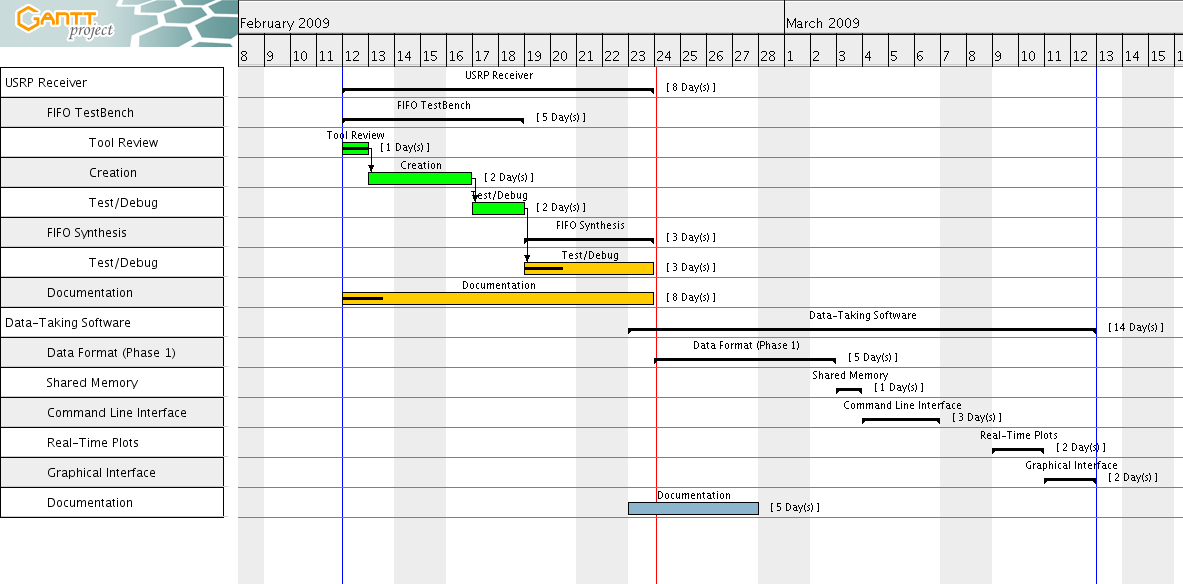 GANTT
project
February 2009
March 2009
8 9 10 11 12 13 14 15 16 17 18 19 20 21 22 23 24 25 26 27 28 1 2 3 4 5 6 7 8 9 10 11 12 13 14 15 1
USRP Receiver
USRP Receiver
[ 8 Day(s) ]
FIFO TestBench
FIFO TestBench
[ 5 Day(s) ]
Tool Review
Tool Review
[ 1 Day(s) ]
Creation
Creation
[ 2 Day(s) ]
Test/Debug
Test/Debug
[ 2 Day(s) ]
FIFO Synthesis
FIFO Synthesis
[ 3 Day(s) ]
Test/Debug
Test/Debug
[ 3 Day(s) ]
Documentation
Documentation
[ 8 Day(s) ]
Data-Taking Software
Data-Taking Software
[ 14 Day(s) ]
Data Format (Phase 1)
Data Format (Phase 1)
[ 5 Day(s) ]
Shared Memory
Shared Memory
[ 1 Day(s) ]
Command Line Interface
Command Line Interface
[ 3 Day(s) ]
Real-Time Plots
Real-Time Plots
[ 2 Day(s) ]
Graphical Interface
Graphical Interface
[ 2 Day(s) ]
Documentation
Documentation
[ 5 Day(s) ]